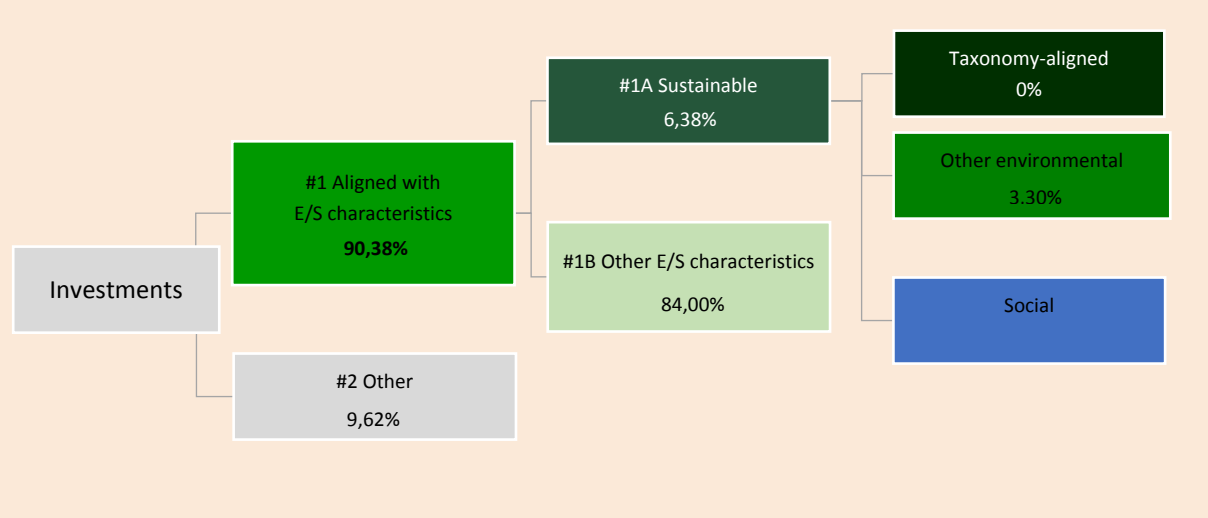 Investments
#1 Aligned with
E/S characteristics
90,38%
#2 Other
9,62%
#1A Sustainable
6,38%
#1B Other E/S characteristics
84,00%
Taxonomy-aligned
0%
Other environmental
3.30%
Social